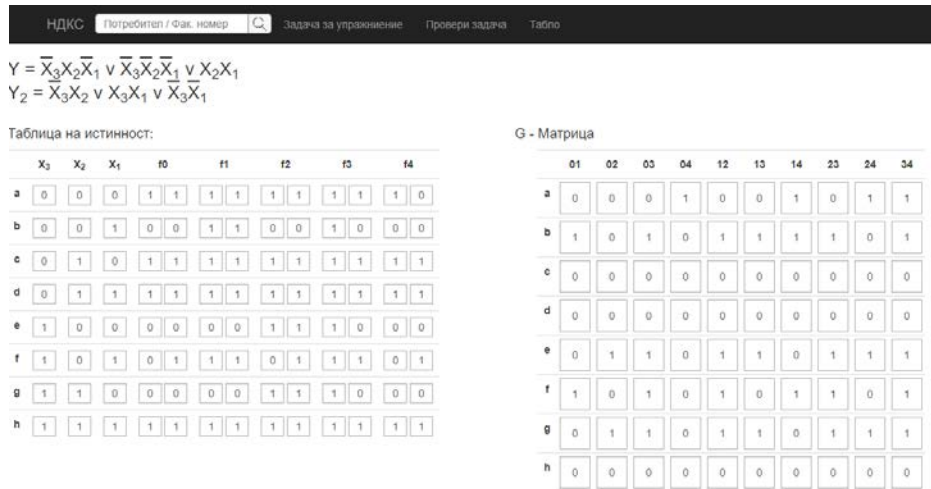 НДКС Потребител / Фак. номер Задача за упражниение Провери задача Табло
Y = X̅₃X₂X̅₁ v X̅₃X̅₂X̅₁ v X₂X₁
Y₂ = X̅₃X₂ v X₃X₁ v X̅₃X̅₁
Таблица на истинност:
X₃ X₂ X₁ f0 f1 f2 f3 f4
a 0 0 0 1 1 1 1 1 1 1 1 1 0
b 0 0 1 0 0 1 1 0 0 1 0 0 0
c 0 1 0 1 1 1 1 1 1 1 1 1 1
d 0 1 1 1 1 1 1 1 1 1 1 1 1
e 1 0 0 0 0 0 0 1 1 1 0 0 0
f 1 0 1 0 1 1 1 0 1 1 1 0 1
g 1 1 0 0 0 0 0 1 1 1 0 0 0
h 1 1 1 1 1 1 1 1 1 1 1 1 1
G - Матрица
01 02 03 04 12 13 14 23 24 34
a 0 0 0 1 0 0 1 0 1 1
b 1 0 1 0 1 1 1 1 0 1
c 0 0 0 0 0 0 0 0 0 0
d 0 0 0 0 0 0 0 0 0 0
e 0 1 1 0 1 1 0 1 1 1
f 1 0 1 0 1 0 1 1 0 1
g 0 1 1 0 1 1 0 1 1 1
h 0 0 0 0 0 0 0 0 0 0